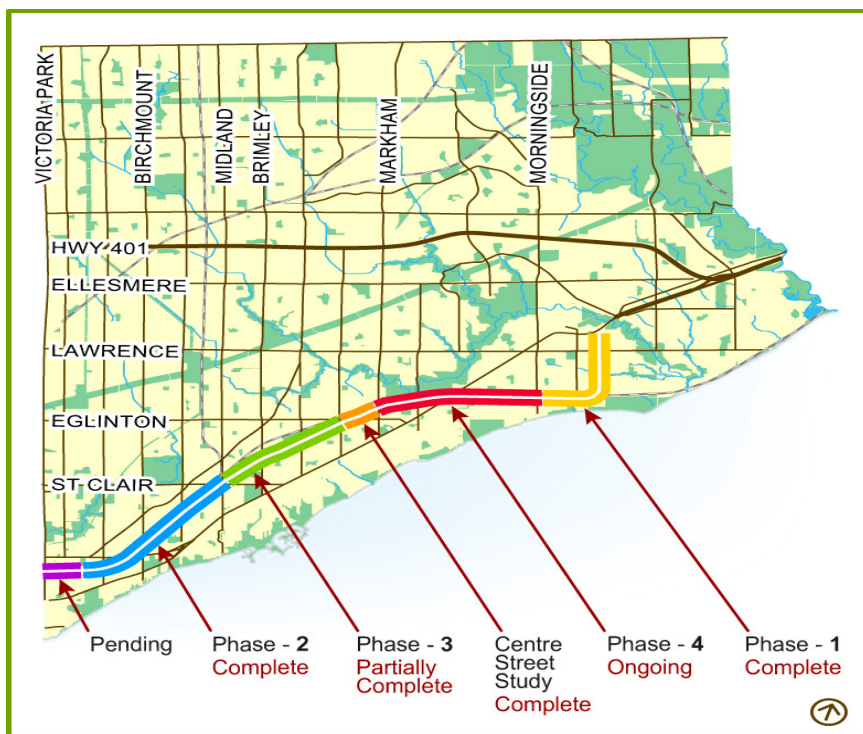 VICTORIA PARK
BIRCHMOUNT
MIDLAND
BRIMLEY
MARKHAM
MORNINGSIDE
HWY 401
ELLESMERE
LAWRENCE
EGLINTON
ST CLAIR
Pending
Phase - 2
Complete
Phase - 3
Partially
Complete
Centre
Street
Study
Complete
Phase - 4
Ongoing
Phase - 1
Complete